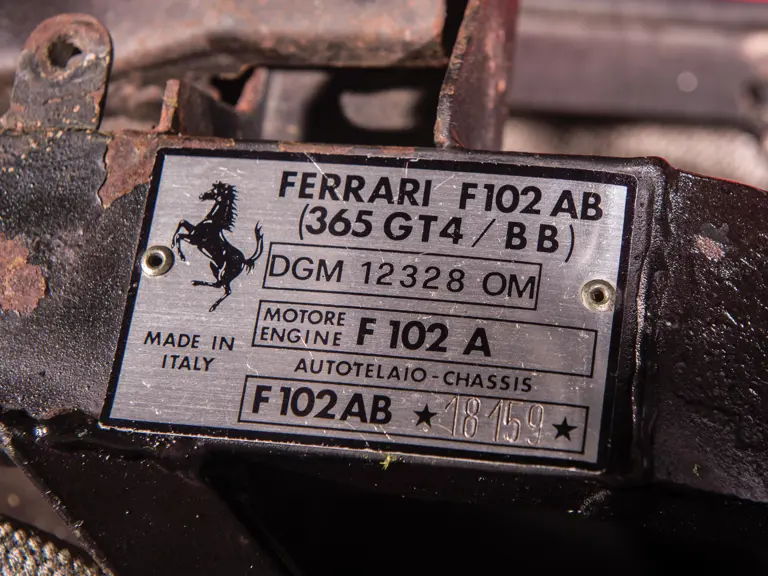 FERRARI F102 AB
(365 GT4/BB)
DGM 12328 OM
MOTORE
ENGINE F 102 A
MADE IN
ITALY
AUTOTELAIO-CHASSIS
F102AB ★18159★